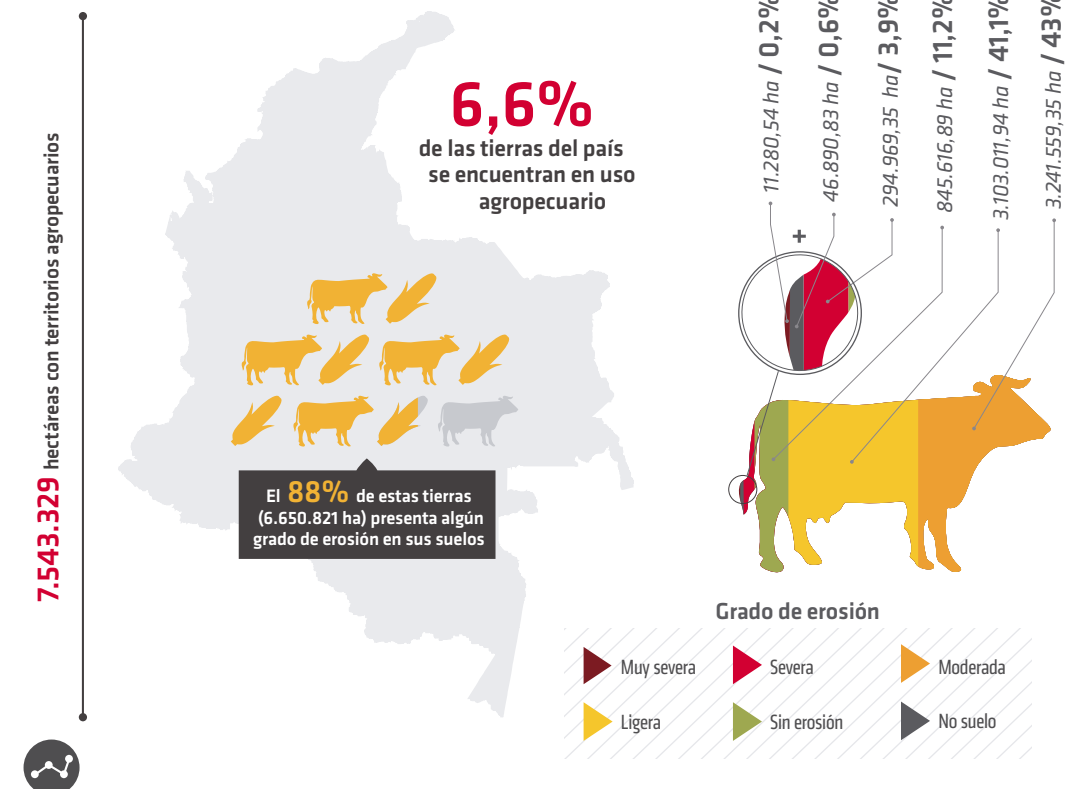 7.543.329 hectáreas con territorios agropecuarios
6,6%
de las tierras del país
se encuentran en uso
agropecuario
El 88% de estas tierras
(6.650.821 ha) presenta algún
grado de erosión en sus suelos
11.280,54 ha / 0,2%
46.890,83 ha / 0,6%
294.969,35 ha / 3,9%
845.616,89 ha / 11,2%
3.103.011,94 ha / 41,1%
3.241.559,35 ha / 43%
+
Grado de erosión
Muy severa
Severa
Moderada
Ligera
Sin erosión
No suelo